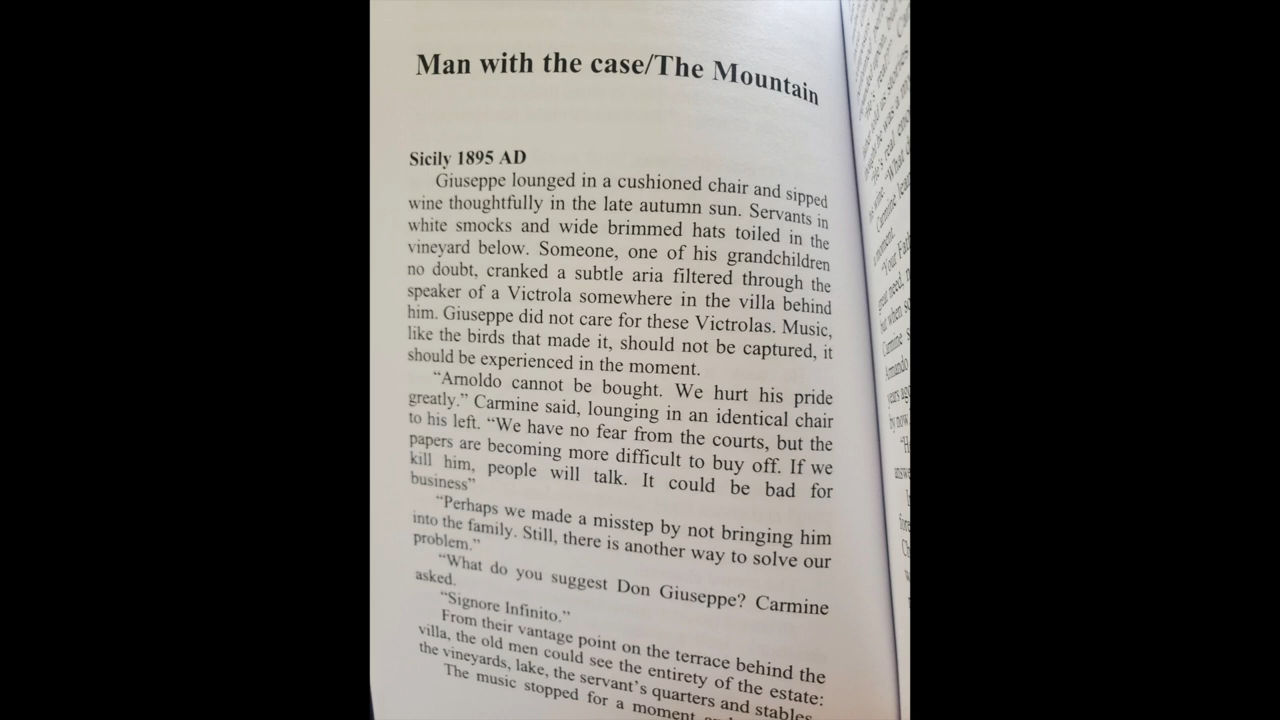 Man with the case/The Mountain
Sicily 1895 AD
Giuseppe lounged in a cushioned chair and sipped
wine thoughtfully in the late autumn sun. Servants in
white smocks and wide brimmed hats toiled in the
vineyard below. Someone, one of his grandchildren
no doubt, cranked a subtle aria filtered through the
speaker of a Victrola somewhere in the villa behind
him. Giuseppe did not care for these Victrolas. Music,
like the birds that made it, should not be captured, it
should be experienced in the moment.
“Arnoldo cannot be bought. We hurt his pride
greatly.” Carmine said, lounging in an identical chair
to his left. “We have no fear from the courts, but the
papers are becoming more difficult to buy off. If we
kill him, people will talk. It could be bad for
business”
“Perhaps we made a misstep by not bringing him
into the family. Still, there is another way to solve our
problem.”
“What do you suggest Don Giuseppe? Carmine
asked.
“Signore Infinito.”
From their vantage point on the terrace behind the
villa, the old men could see the entirety of the estate:
the vineyards, lake, the servant’s quarters and stables.
The music stopped for a moment